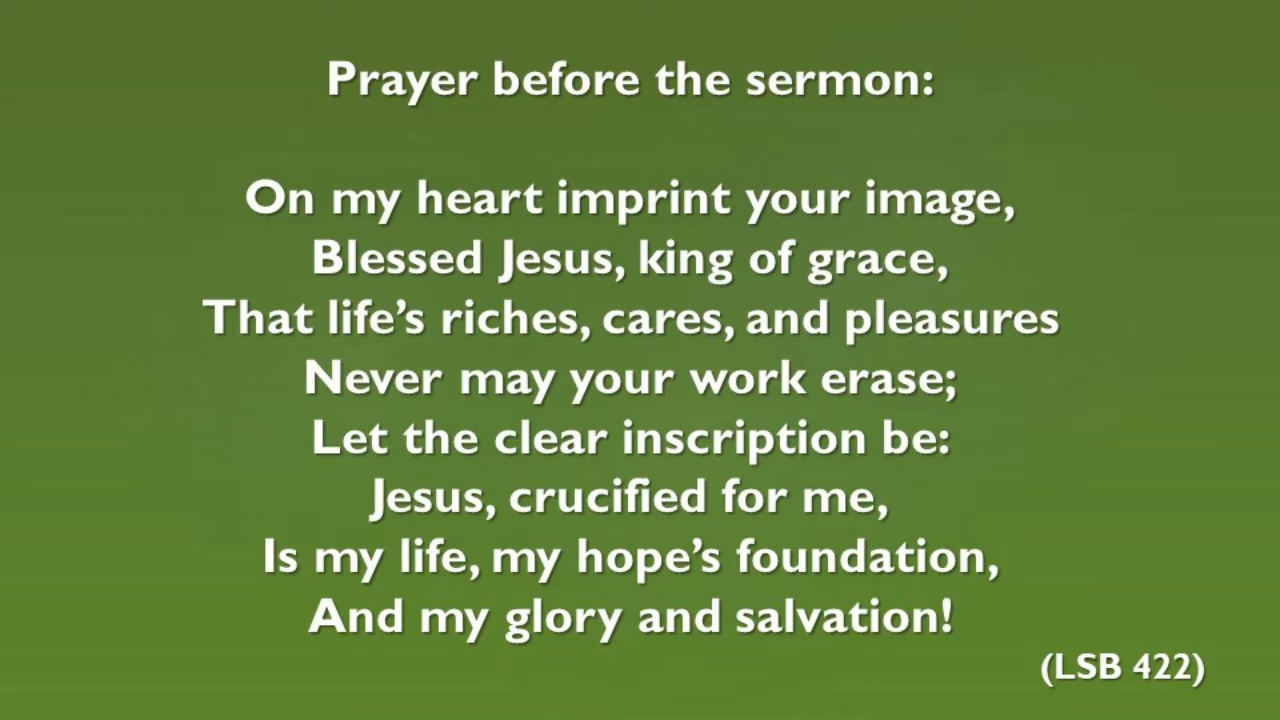 Prayer before the sermon:
On my heart imprint your image,
Blessed Jesus, king of grace,
That life’s riches, cares, and pleasures
Never may your work erase;
Let the clear inscription be:
Jesus, crucified for me,
Is my life, my hope’s foundation,
And my glory and salvation!
(LSB 422)